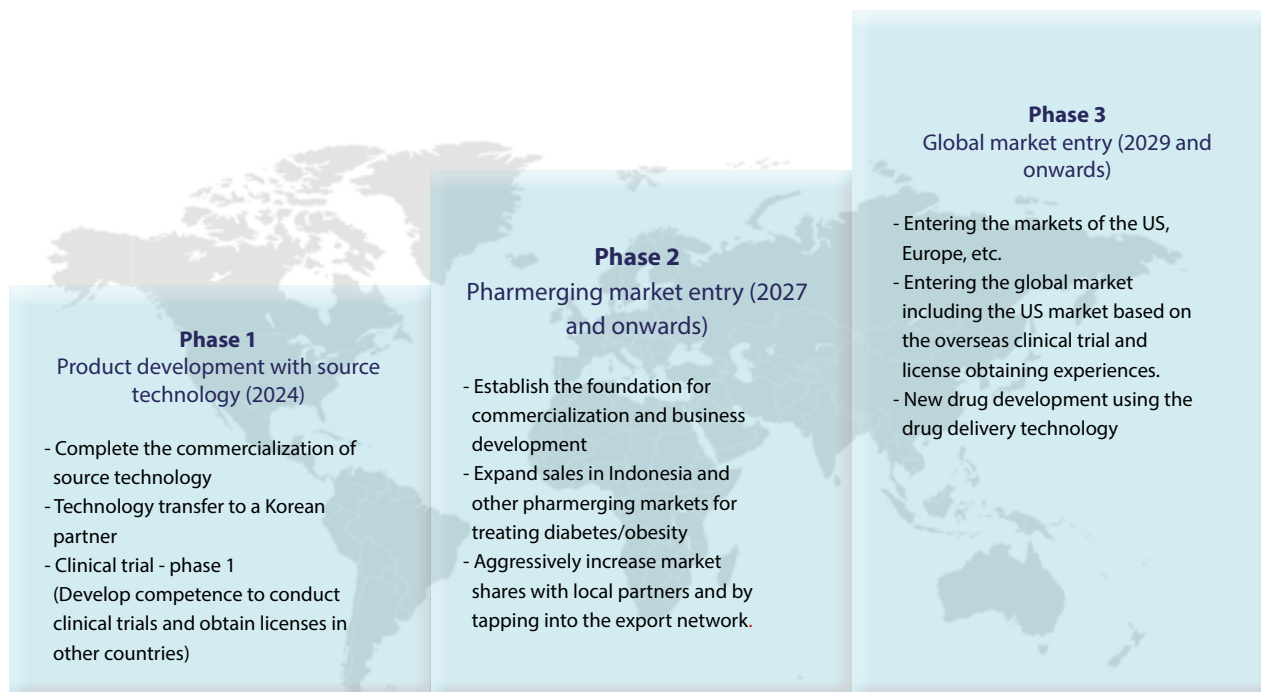 Phase 1
Product development with source
technology (2024)
- Complete the commercialization of
source technology
- Technology transfer to a Korean
partner
- Clinical trial - phase 1
(Develop competence to conduct
clinical trials and obtain licenses in
other countries)
Phase 2
Pharmerging market entry (2027
and onwards)
- Establish the foundation for
commercialization and business
development
- Expand sales in Indonesia and
other pharmerging markets for
treating diabetes/obesity
- Aggressively increase market
shares with local partners and by
tapping into the export network.
Phase 3
Global market entry (2029 and
onwards)
- Entering the markets of the US,
Europe, etc.
- Entering the global market
including the US market based on
the overseas clinical trial and
license obtaining experiences.
- New drug development using the
drug delivery technology